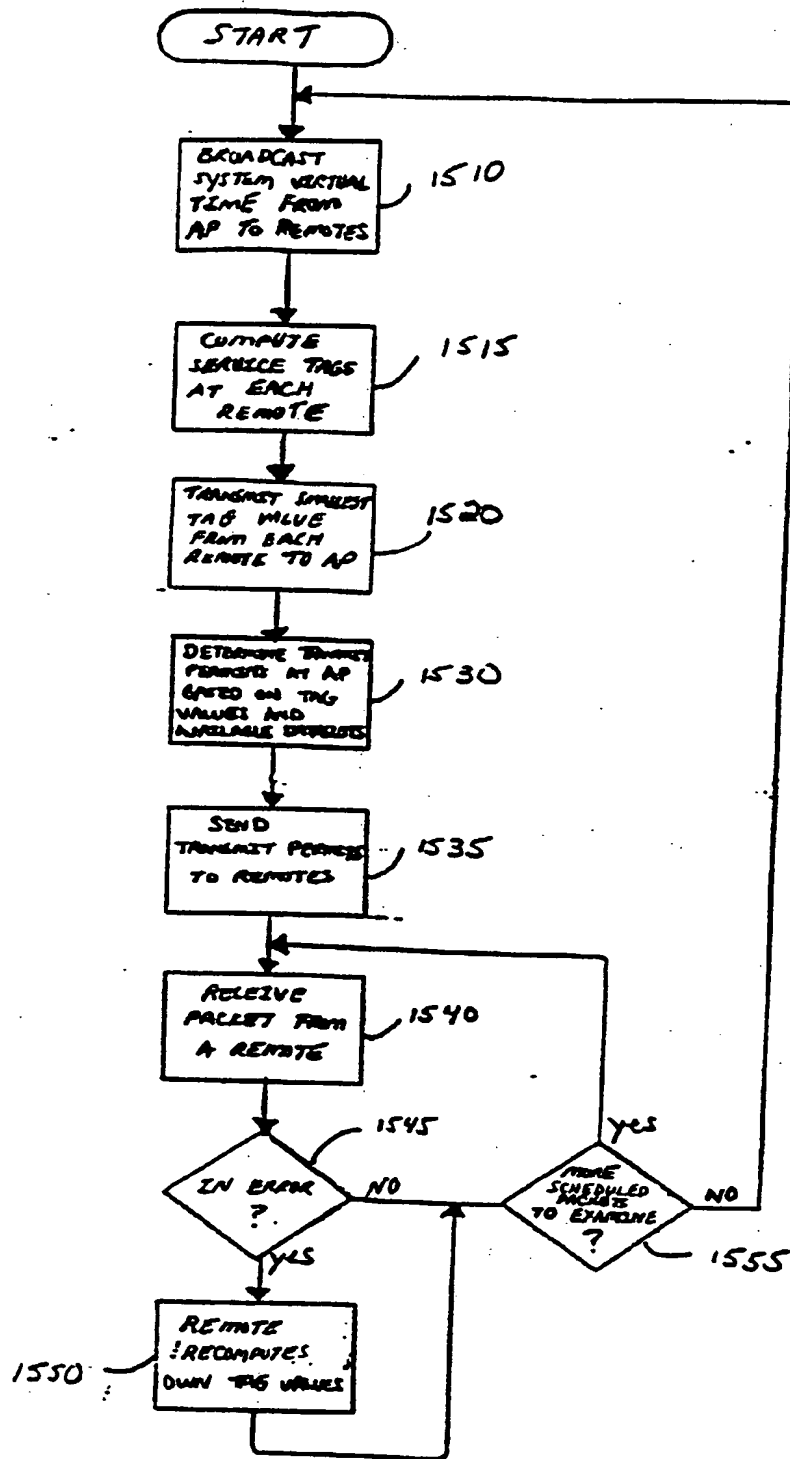 START
BROADCAST
SYSTEM VIRTUAL
TIME FROM
AP TO REMOTES
1510
COMPUTE
SERVICE TAGS
AT EACH
REMOTE
1515
TRANSMIT SMALLEST
TAG VALUE
FROM EACH
REMOTE TO AP
1520
DETERMINE TRANSMIT
PERMITS AT AP
BASED ON TAG
VALUES AND
AVAILABLE
1530
SEND
TRANSMIT PERMITS
TO REMOTES
1535
RECEIVE
PACKET FROM
A REMOTE
1540
IN ERROR
?
1545
NO
yes
MORE
SCHEDULED
PACKETS
TO EXAMINE
?
yes
NO
1555
REMOTE
RECOMPUTES
OWN TAG VALUES
1550